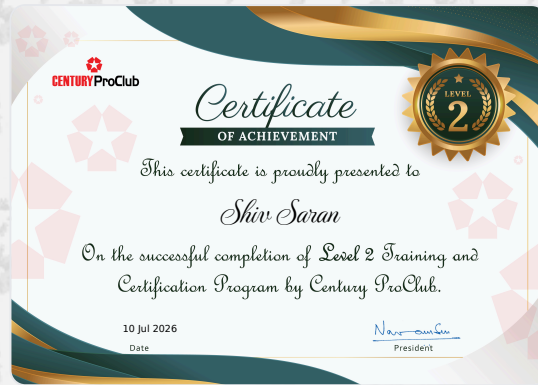 CENTURY ProClub
Certificate
OF ACHIEVEMENT
LEVEL
2
This certificate is proudly presented to
Shiv Saran
On the successful completion of Level 2 Training and
Certification Program by Century ProClub.
10 Jul 2026
Date
President